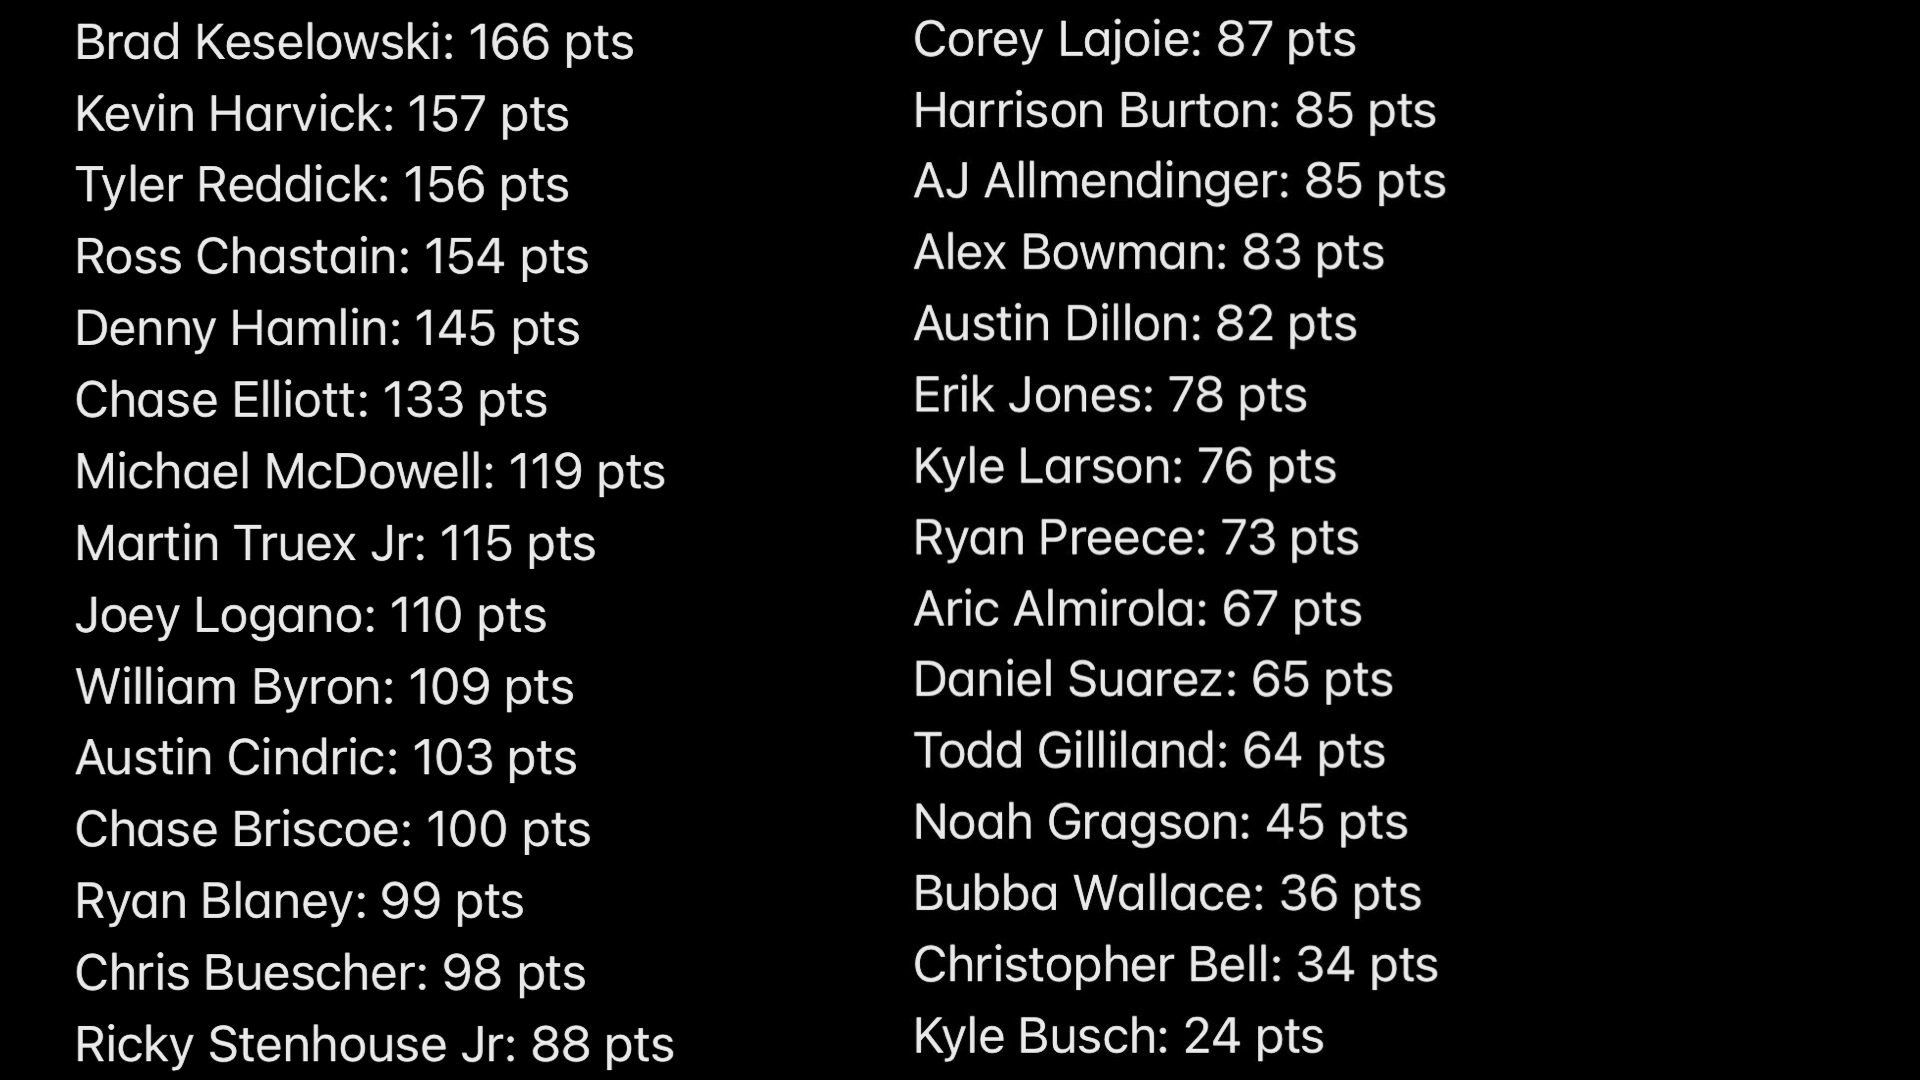 Brad Keselowski: 166 pts
Kevin Harvick: 157 pts
Tyler Reddick: 156 pts
Ross Chastain: 154 pts
Denny Hamlin: 145 pts
Chase Elliott: 133 pts
Michael McDowell: 119 pts
Martin Truex Jr: 115 pts
Joey Logano: 110 pts
William Byron: 109 pts
Austin Cindric: 103 pts
Chase Briscoe: 100 pts
Ryan Blaney: 99 pts
Chris Buescher: 98 pts
Ricky Stenhouse Jr: 88 pts
Corey Lajoie: 87 pts
Harrison Burton: 85 pts
AJ Allmendinger: 85 pts
Alex Bowman: 83 pts
Austin Dillon: 82 pts
Erik Jones: 78 pts
Kyle Larson: 76 pts
Ryan Preece: 73 pts
Aric Almirola: 67 pts
Daniel Suarez: 65 pts
Todd Gilliland: 64 pts
Noah Gragson: 45 pts
Bubba Wallace: 36 pts
Christopher Bell: 34 pts
Kyle Busch: 24 pts